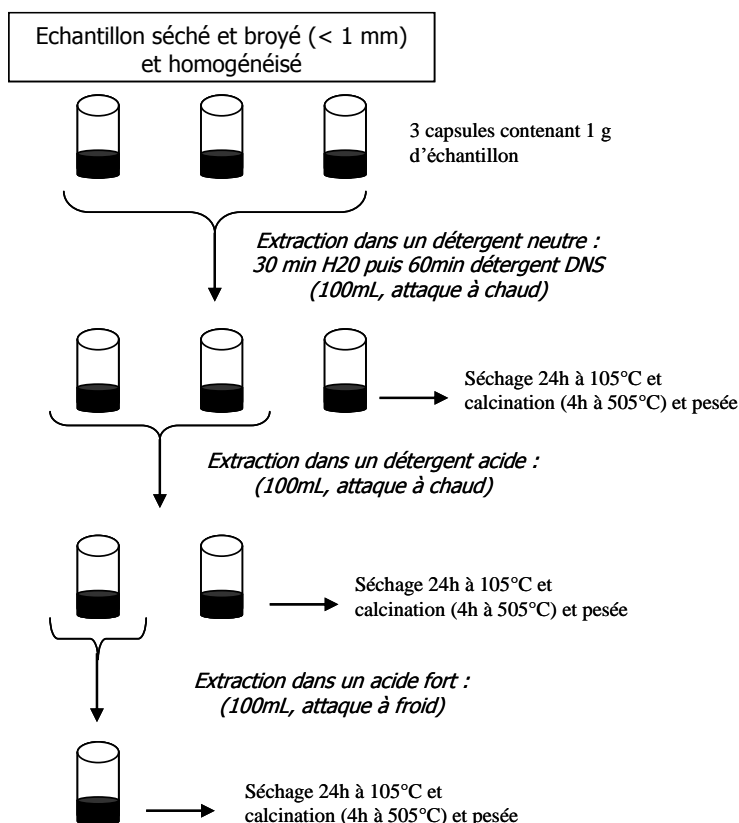 Echantillon séché et broyé (< 1 mm)
et homogénéisé
3 capsules contenant 1 g
d'échantillon
Extraction dans un détergent neutre :
30 min H20 puis 60min détergent DNS
(100mL, attaque à chaud)
Séchage 24h à 105°C et
calcination (4h à 505°C) et pesée
Extraction dans un détergent acide :
(100mL, attaque à chaud)
Séchage 24h à 105°C et
calcination (4h à 505°C) et pesée
Extraction dans un acide fort :
(100mL, attaque à froid)
Séchage 24h à 105°C et
calcination (4h à 505°C) et pesée